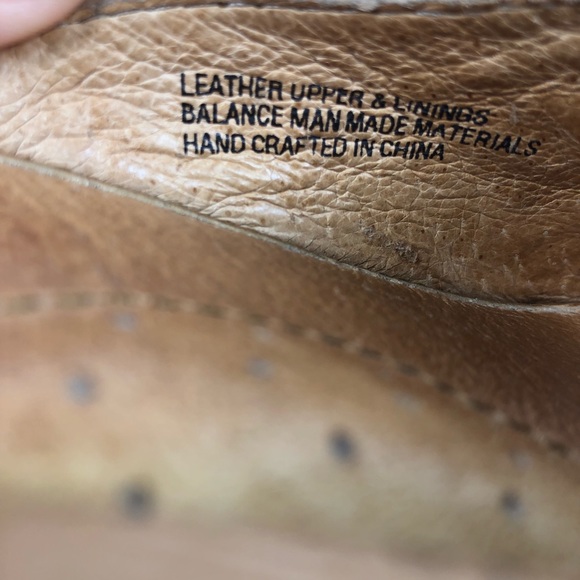 LEATHER UPPER & LININGS
BALANCE MAN MADE MATERIALS
HAND CRAFTED IN CHINA